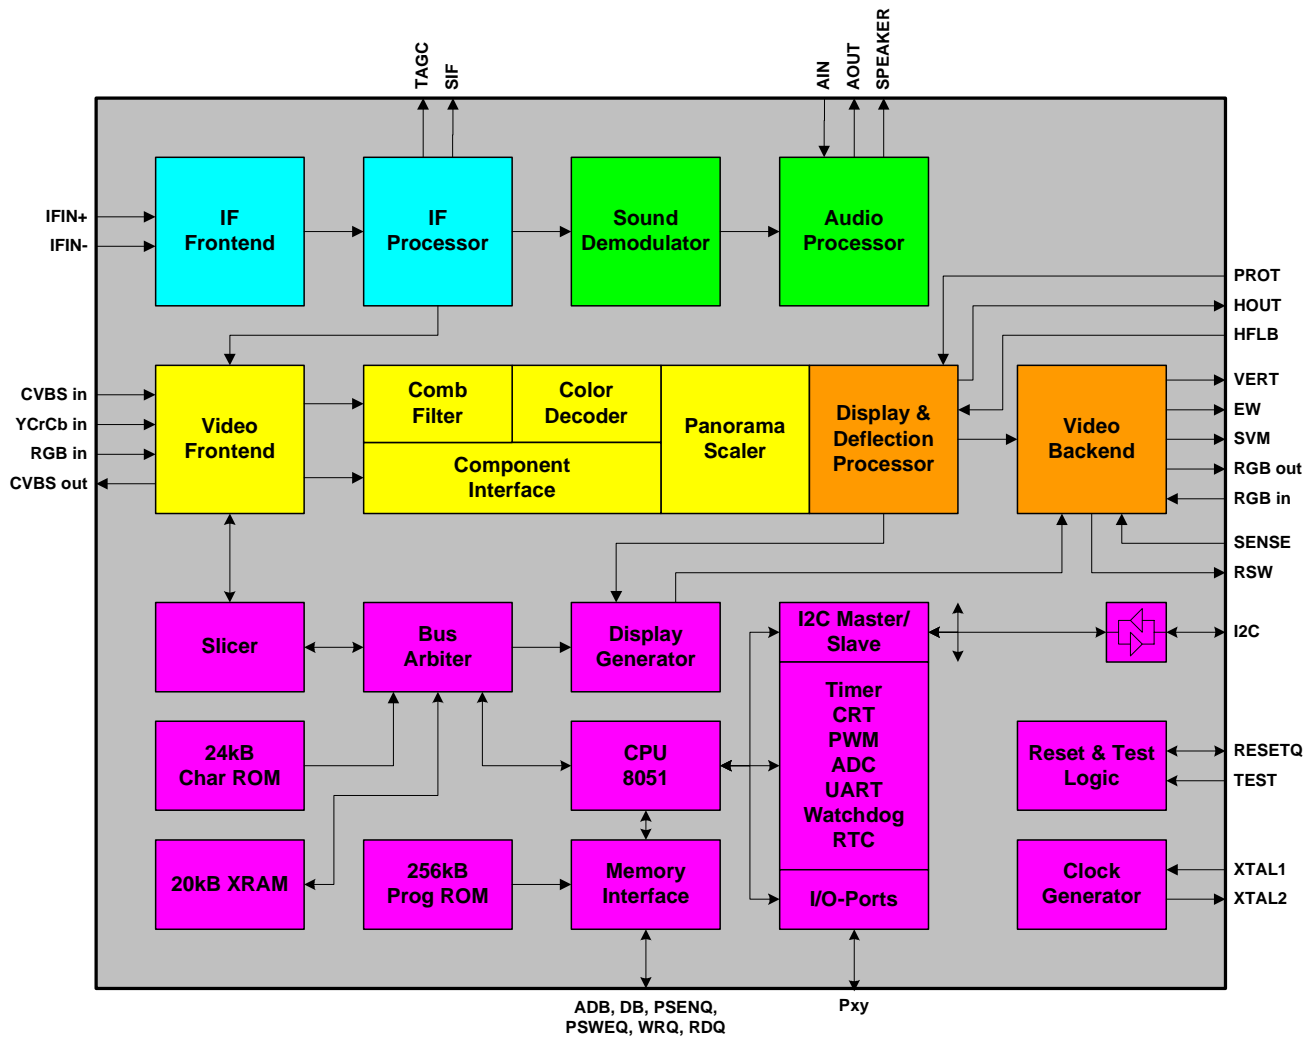 TAGC
SIF
AIN
AOUT
SPEAKER
IFIN+
IFIN-
IF
Frontend
IF
Processor
Sound
Demodulator
Audio
Processor
PROT
HOUT
HFLB
CVBS in
YCrCb in
RGB in
CVBS out
Video
Frontend
Comb
Filter
Color
Decoder
Component
Interface
Panorama
Scaler
Display &
Deflection
Processor
Video
Backend
VERT
EW
SVM
RGB out
RGB in
SENSE
RSW
Slicer
Bus
Arbiter
Display
Generator
I2C Master/
Slave
I2C
24kB
Char ROM
CPU
8051
Timer
CRT
PWM
ADC
UART
Watchdog
RTC
Reset & Test
Logic
RESETQ
TEST
20kB XRAM
256kB
Prog ROM
Memory
Interface
I/O-Ports
Clock
Generator
XTAL1
XTAL2
ADB, DB, PSENQ,
PSWEQ, WRQ, RDQ
Pxy